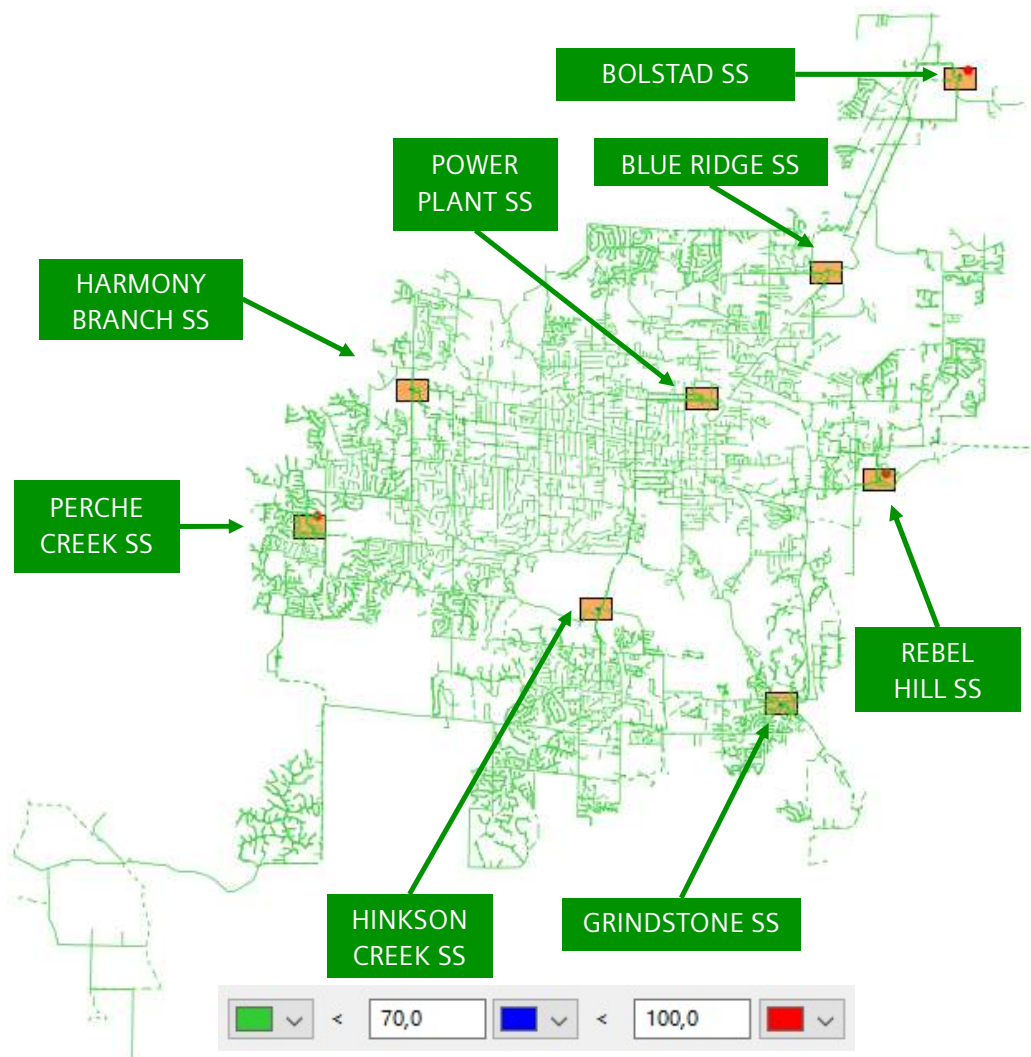 BOLSTAD SS
POWER
PLANT SS
BLUE RIDGE SS
HARMONY
BRANCH SS
PERCHE
CREEK SS
REBEL
HILL SS
HINKSON
CREEK SS
GRINDSTONE SS
< 70,0 < 100,0